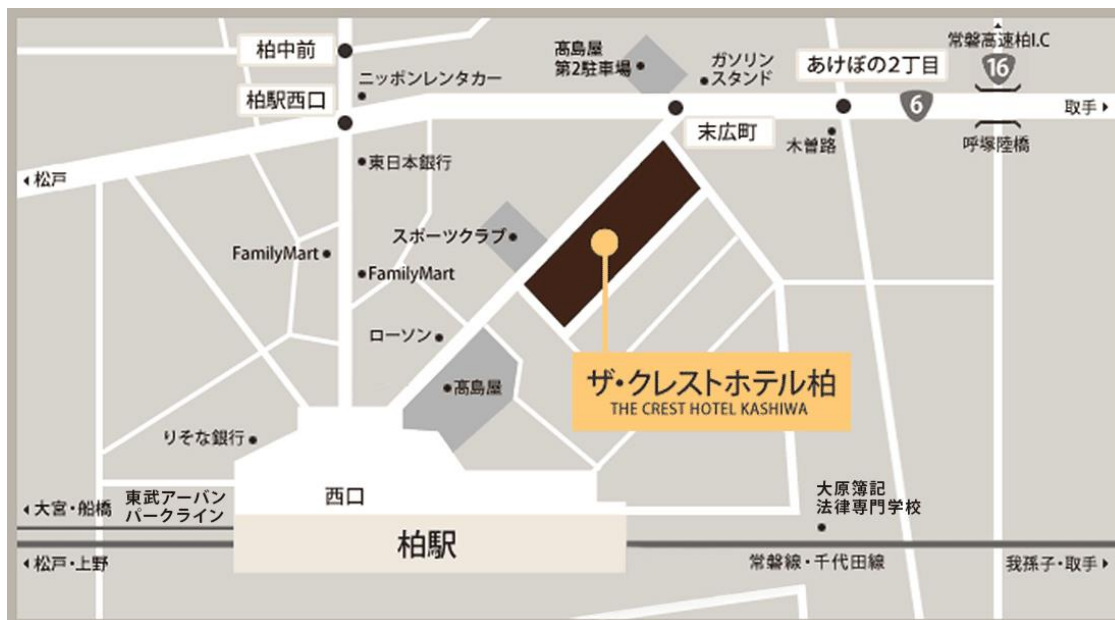 柏中前
髙島屋
第2駐車場
ガソリン
スタンド
あけぼの2丁目
常磐高速柏I.C
16
ニッポンレンタカー
柏駅西口
6
取手
末広町
木曽路
呼塚陸橋
東日本銀行
松戸
スポーツクラブ
FamilyMart
FamilyMart
ローソン
髙島屋
ザ・クレストホテル柏
THE CREST HOTEL KASHIWA
りそな銀行
大宮・船橋
東武アーバン
パークライン
西口
大原簿記
法律専門学校
柏駅
松戸・上野
常磐線・千代田線
我孫子・取手